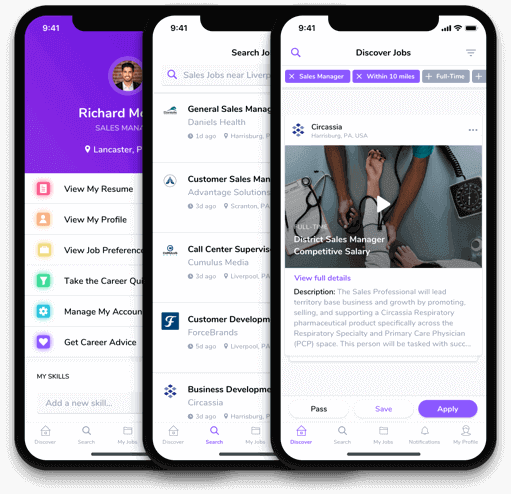 9:41
Richard M
SALES MANA
Lancaster, P
View My Resume
View My Profile
View Job Preferenc
Take the Career Qui
Manage My Accoun
Get Career Advice
MY SKILLS
Add a new skill...
Discover
Search
My Jobs
9:41
Search Jo
Sales Jobs near Liverp
General Sales Manag
Daniels Health
1d ago Harrisburg, P
Customer Sales Man
Advantage Solutions
3d ago Scranton, PA
Call Center Supervis
Cumulus Media
3d ago Liverpool, PA
Customer Developm
ForceBrands
5d ago Liverpool, PA
Business Developme
Circassia
3d ago Harrisburg, PA
Discover
Search
My Jobs
9:41
Discover Jobs
Sales Manager
Within 10 miles
Full-Time
Circassia
Harrisburg, PA, USA
FULL-TIME
District Sales Manager
Competitive Salary
View full details
Description: The Sales Professional will lead
territory base business and growth by promoting,
selling, and supporting a Circassia Respiratory
pharmaceutical product specifically across the
Respiratory Specialty and Primary Care Physician
(PCP) space. This person will be tasked with succ...
Pass
Save
Apply
Discover
Search
My Jobs
Notifications
My Profile